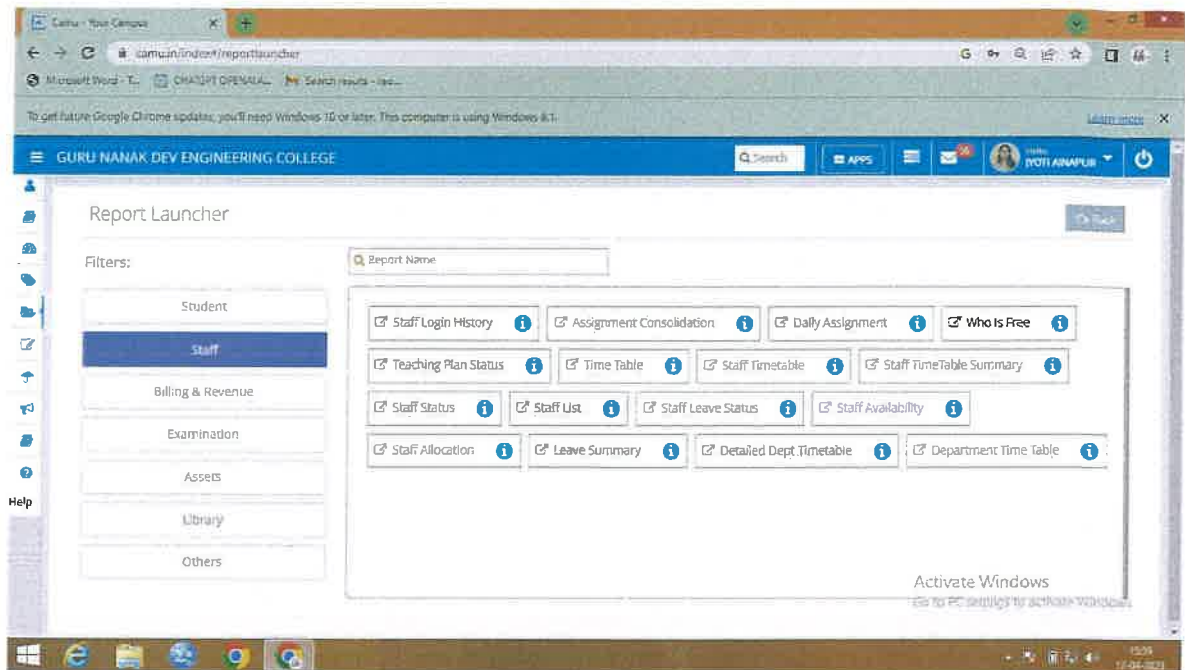 Camu - Your Campus
camu.in/index#/reportlauncher
Microsoft Word - T... CHATGPT OPENAI A... Search results -
To get future Google Chrome updates, you'll need Windows 10 or later. This computer is using Windows 8.1. Learn more
GURU NANAK DEV ENGINEERING COLLEGE
Search
APPS
Hello,
JYOTI AINAPUR
Report Launcher
Back
Filters:
Report Name
Student
Staff
Billing & Revenue
Examination
Assets
Library
Others
Staff Login History Assignment Consolidation Daily Assignment Who Is Free
Teaching Plan Status Time Table Staff Timetable Staff TimeTable Summary
Staff Status Staff List Staff Leave Status Staff Availability
Staff Allocation Leave Summary Detailed Dept Timetable Department Time Table
Help
Activate Windows
Go to PC settings to activate Windows.